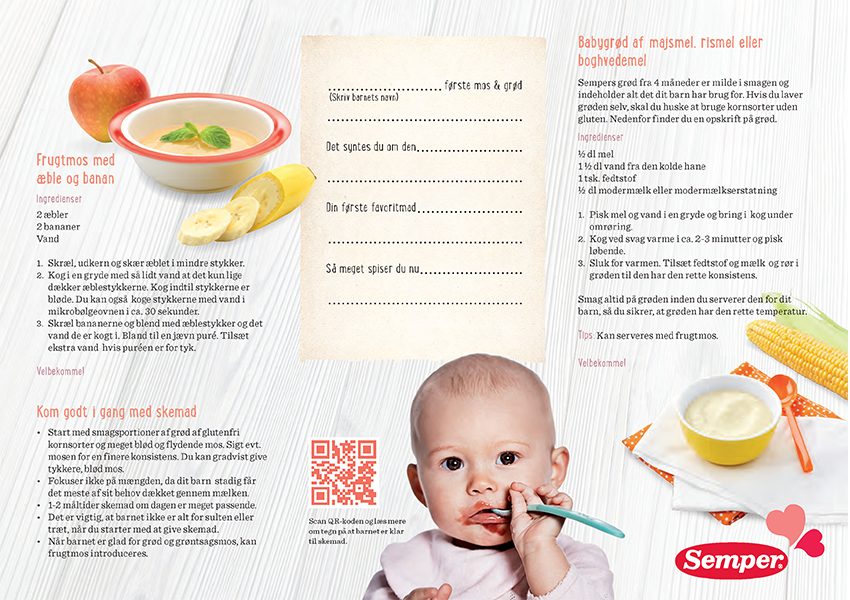 Frugtmos med
æble og banan
Ingredienser
2 æbler
2 bananer
Vand
1. Skræl, udkern og skær æblet i mindre stykker.
2. Kog i en gryde med så lidt vand at det kun lige
dækker æblestykkerne. Kog indtil stykkerne er
bløde. Du kan også koge stykkerne med vand i
mikrobølgeovnen i ca. 30 sekunder.
3. Skræl bananerne og blend med æblestykker og det
vand de er kogt i. Bland til en jævn puré. Tilsæt
ekstra vand hvis puréen er for tyk.
Velbekomme!
Kom godt i gang med skemad
• Start med smagsportioner af grød af glutenfri
kornsorter og meget blød og flydende mos. Sigt evt.
mosen for en finere konsistens. Du kan gradvist give
tykkere, blød mos.
• Fokuser ikke på mængden, da dit barn stadig får
det meste af sit behov dækket gennem mælken.
• 1-2 måltider skemad om dagen er meget passende.
• Det er vigtig, at barnet ikke er alt for sulten eller
træt, når du starter med at give skemad.
• Når barnet er glad for grød og grøntsagsmos, kan
frugtmos introduceres.
første mos & grød
(Skriv barnets navn)
Det syntes du om den
Din første favoritmad
Så meget spiser du nu
Scan QR-koden og læs mere
om tegn på at barnet er klar
til skemad.
Babygrød af majsmel, rismel eller
boghvedemel
Sempers grød fra 4 måneder er milde i smagen og
indeholder alt det dit barn har brug for. Hvis du laver
grøden selv, skal du huske at bruge kornsorter uden
gluten. Nedenfor finder du en opskrift på grød.
Ingredienser
½ dl mel
1 ½ dl vand fra den kolde hane
1 tsk. fedtstof
½ dl modermælk eller modermælkserstatning
1. Pisk mel og vand i en gryde og bring i kog under
omrøring.
2. Kog ved svag varme i ca. 2-3 minutter og pisk
løbende.
3. Sluk for varmen. Tilsæt fedtstof og mælk og rør i
grøden til den har den rette konsistens.
Smag altid på grøden inden du serverer den for dit
barn, så du sikrer, at grøden har den rette temperatur.
Tips: Kan serveres med frugtmos.
Velbekomme!
Semper